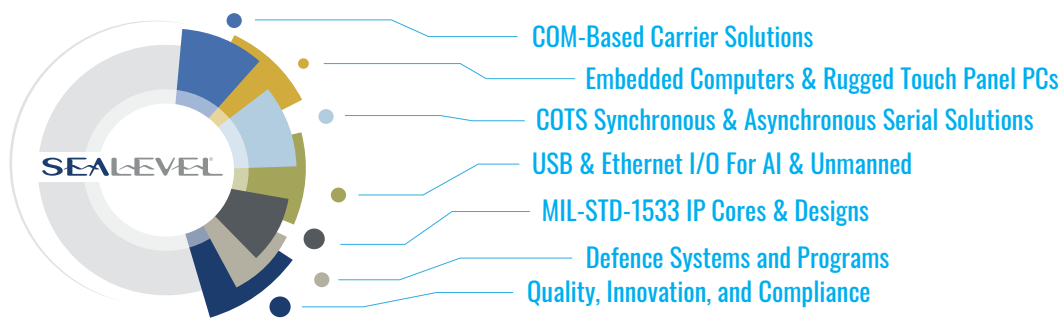 COM-Based Carrier Solutions
Embedded Computers & Rugged Touch Panel PCs
COTS Synchronous & Asynchronous Serial Solutions
SEALEVEL®
USB & Ethernet I/O For AI & Unmanned
MIL-STD-1533 IP Cores & Designs
Defence Systems and Programs
Quality, Innovation, and Compliance